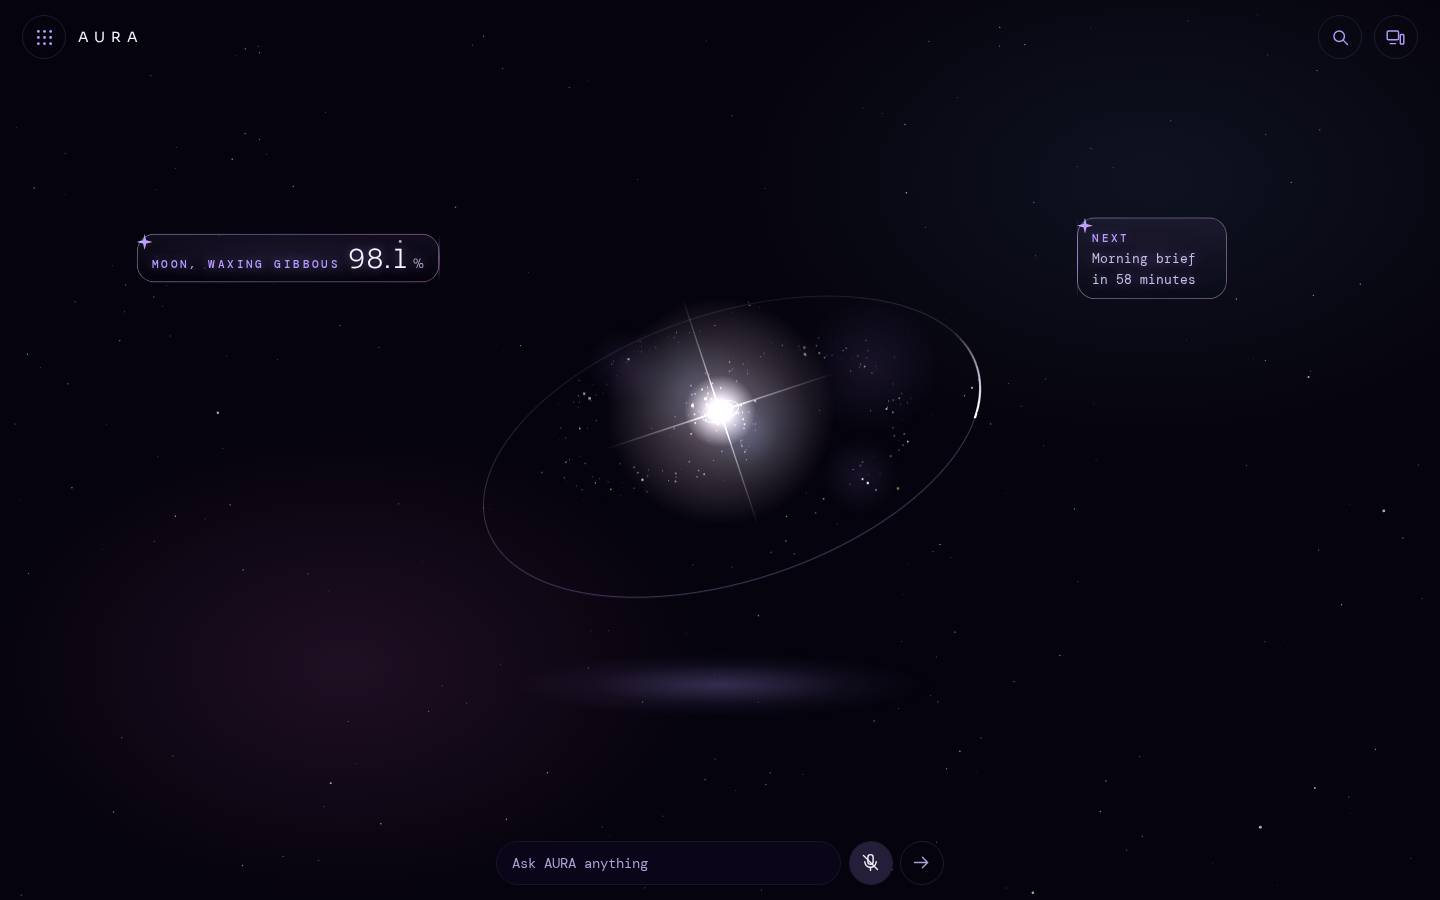 AURA
MOON, WAXING GIBBOUS 98.1 %
NEXT
Morning brief
in 58 minutes
Ask AURA anything